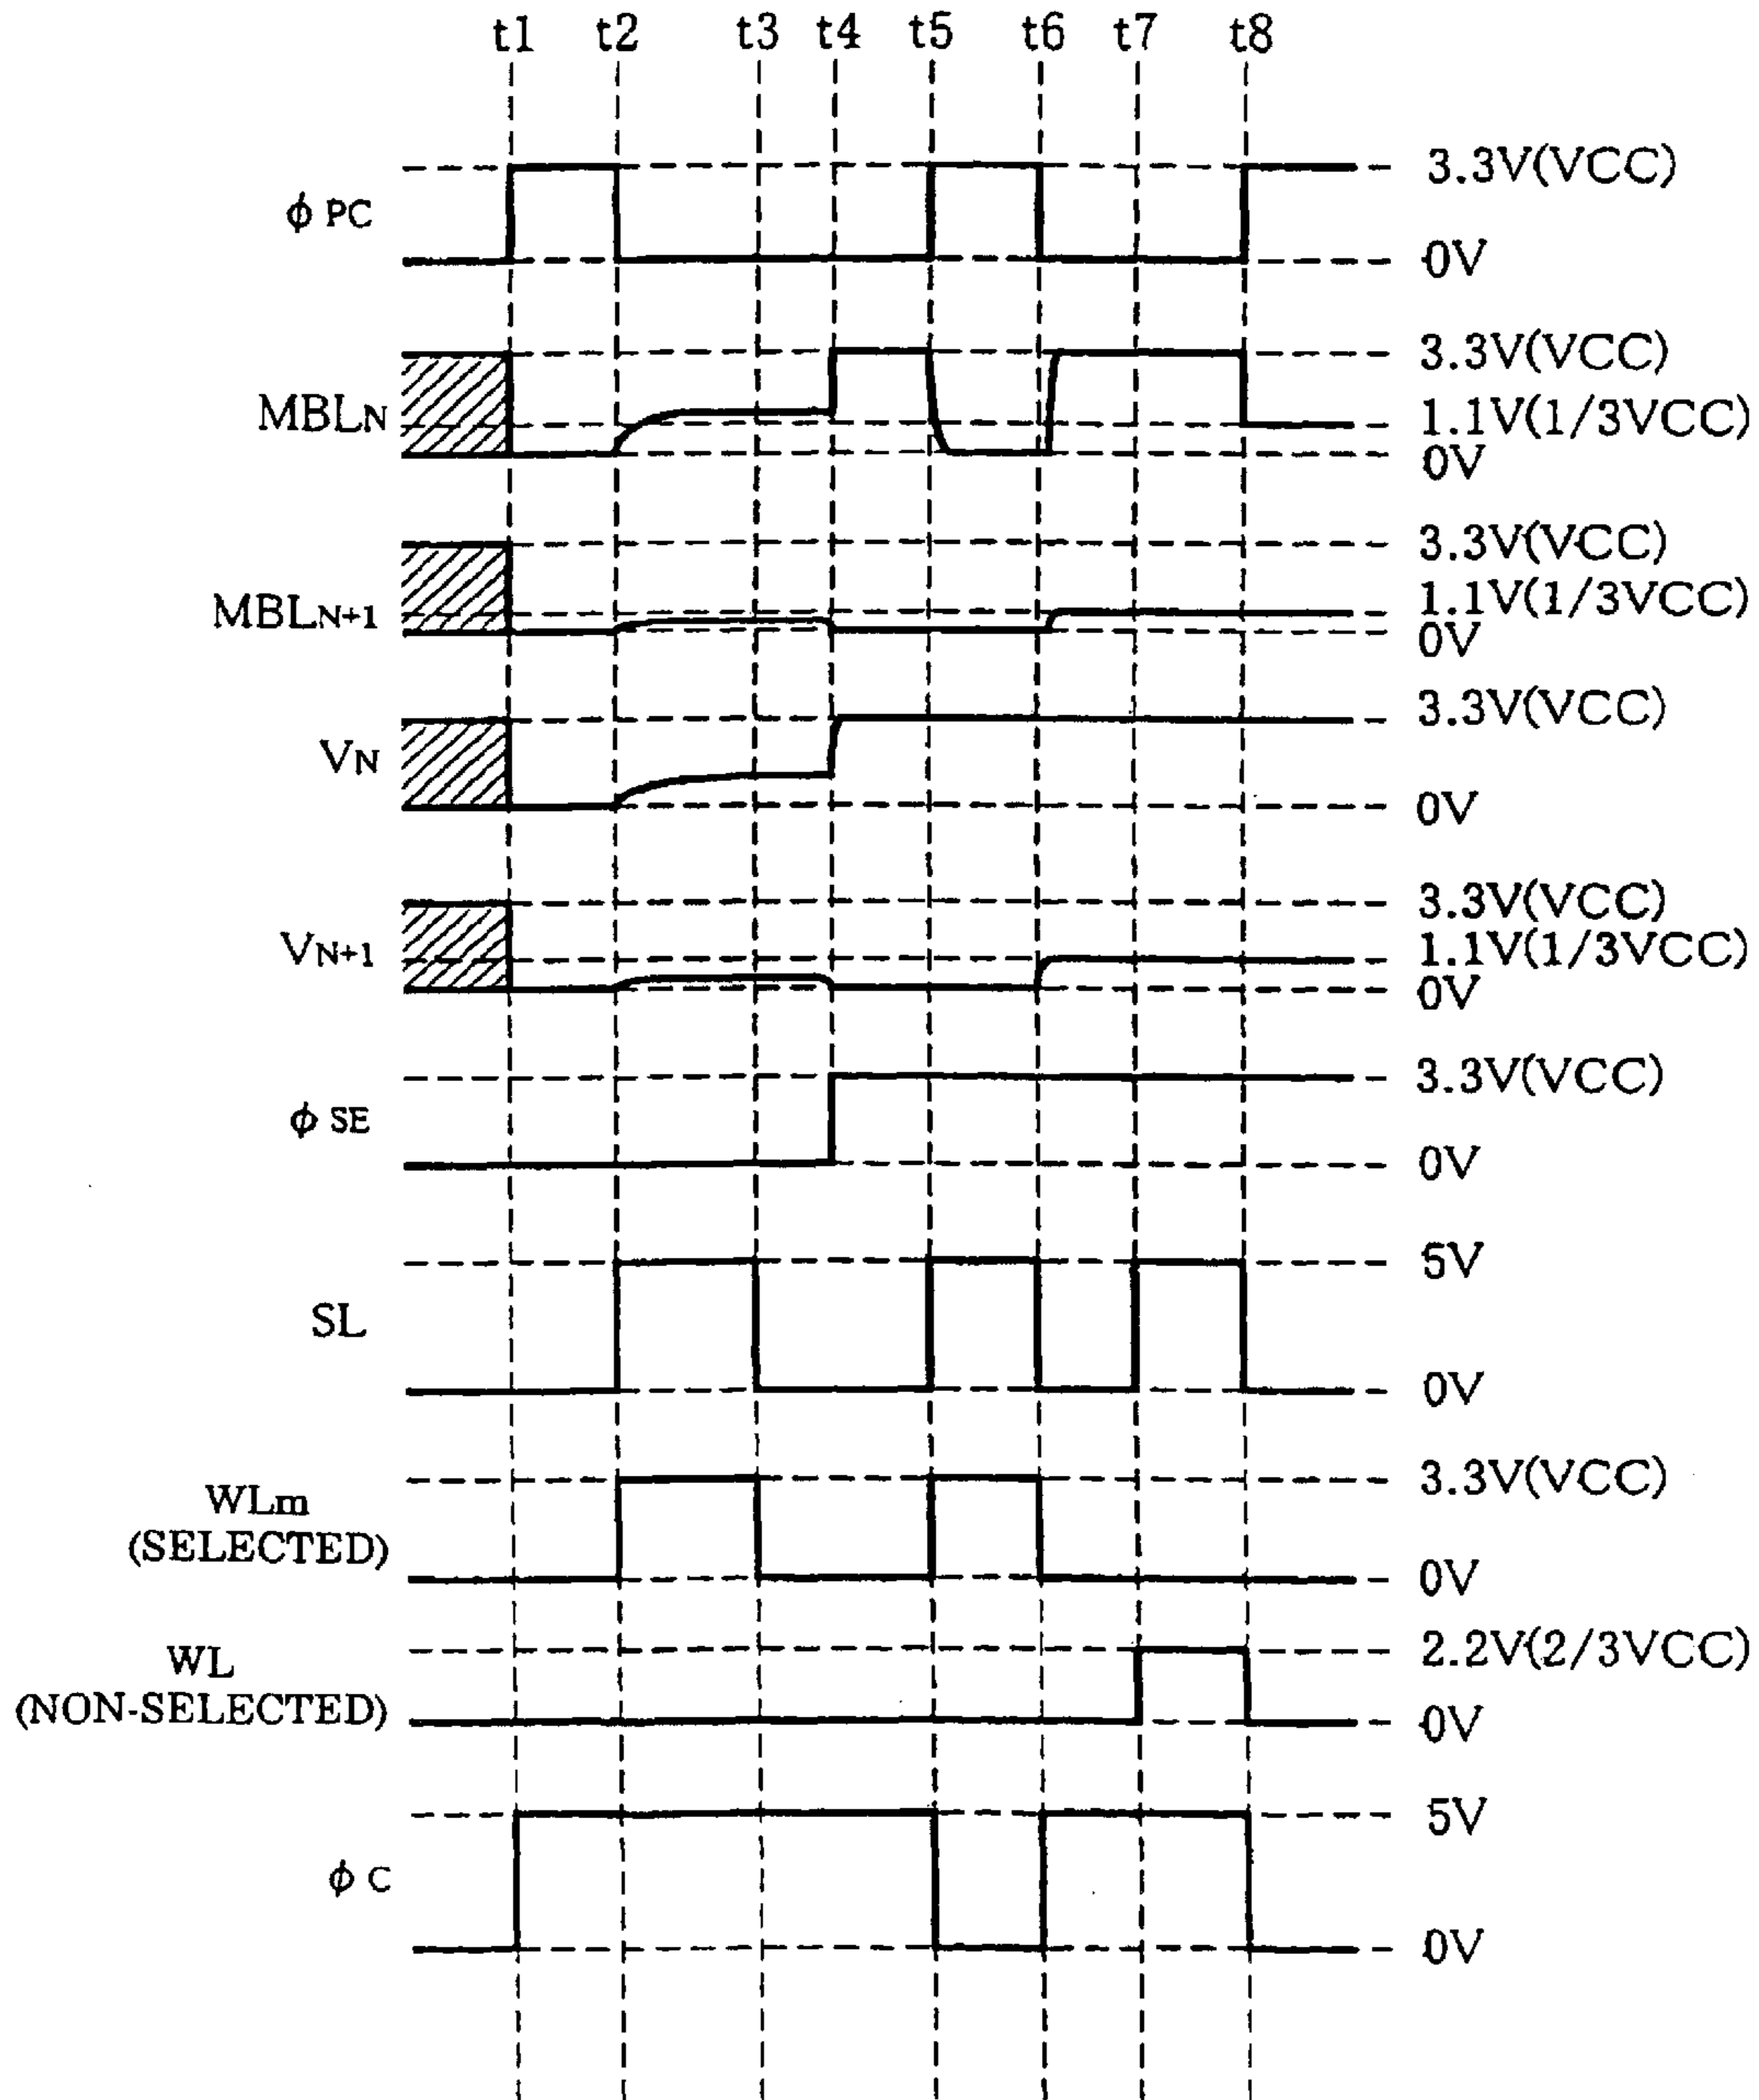 t1 t2 t3 t4 t5 t6 t7 t8
3.3V(VCC)
ϕ PC
0V
3.3V(VCC)
MBLN
1.1V(1/3VCC)
0V
3.3V(VCC)
MBLN+1
1.1V(1/3VCC)
0V
3.3V(VCC)
VN
0V
3.3V(VCC)
VN+1
1.1V(1/3VCC)
0V
3.3V(VCC)
ϕ SE
0V
5V
SL
0V
3.3V(VCC)
WLm
(SELECTED)
0V
2.2V(2/3VCC)
WL
(NON-SELECTED)
0V
5V
ϕ C
0V